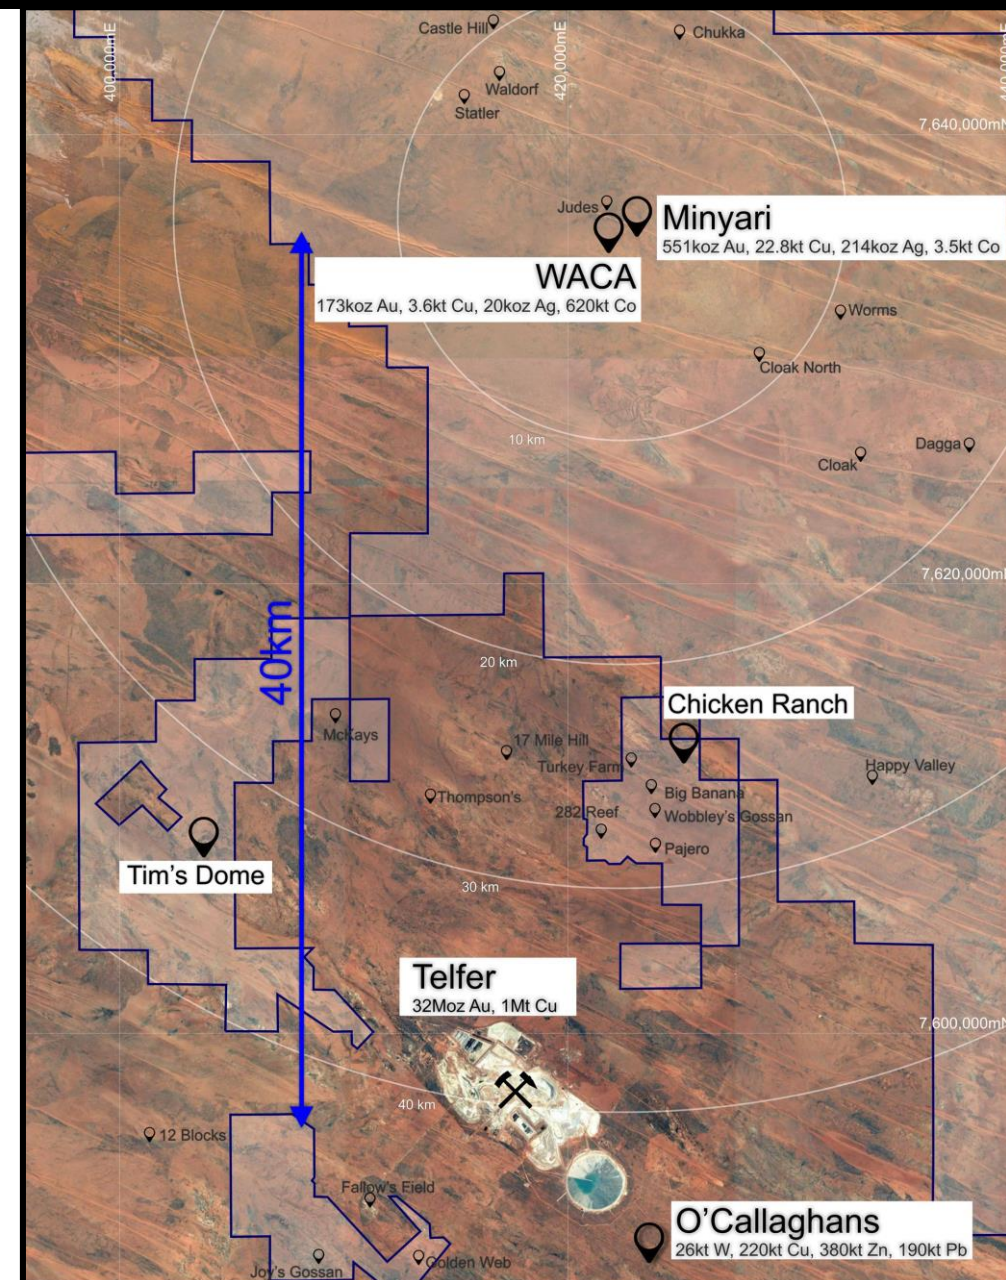 400,000mE
420,000mE
Castle Hill
Chukka
Waldorf
Statler
7,640,000mN
Judes
Minyari
551koz Au, 22.8kt Cu, 214koz Ag, 3.5kt Co
WACA
173koz Au, 3.6kt Cu, 20koz Ag, 620kt Co
Worms
Cloak North
10 km
Dagga
Cloak
7,620,000mN
40km
20 km
Chicken Ranch
McKays
17 Mile Hill
Turkey Farm
Happy Valley
Thompson's
Big Banana
282 Reef
Wobbley's Gossan
Pajero
Tim's Dome
30 km
Telfer
32Moz Au, 1Mt Cu
7,600,000mN
40 km
12 Blocks
Fallow's Field
O'Callaghans
26kt W, 220kt Cu, 380kt Zn, 190kt Pb
Joy's Gossan
Golden Web